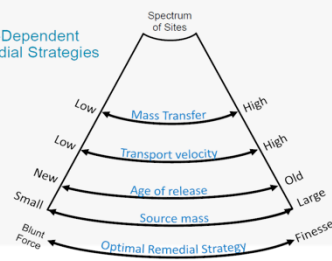 -Dependent
dial Strategies
Spectrum
of Sites
Low Mass Transfer High
Low Transport velocity High
New Age of release Old
Small Source mass Large
Blunt
Force Optimal Remedial Strategy Finesse